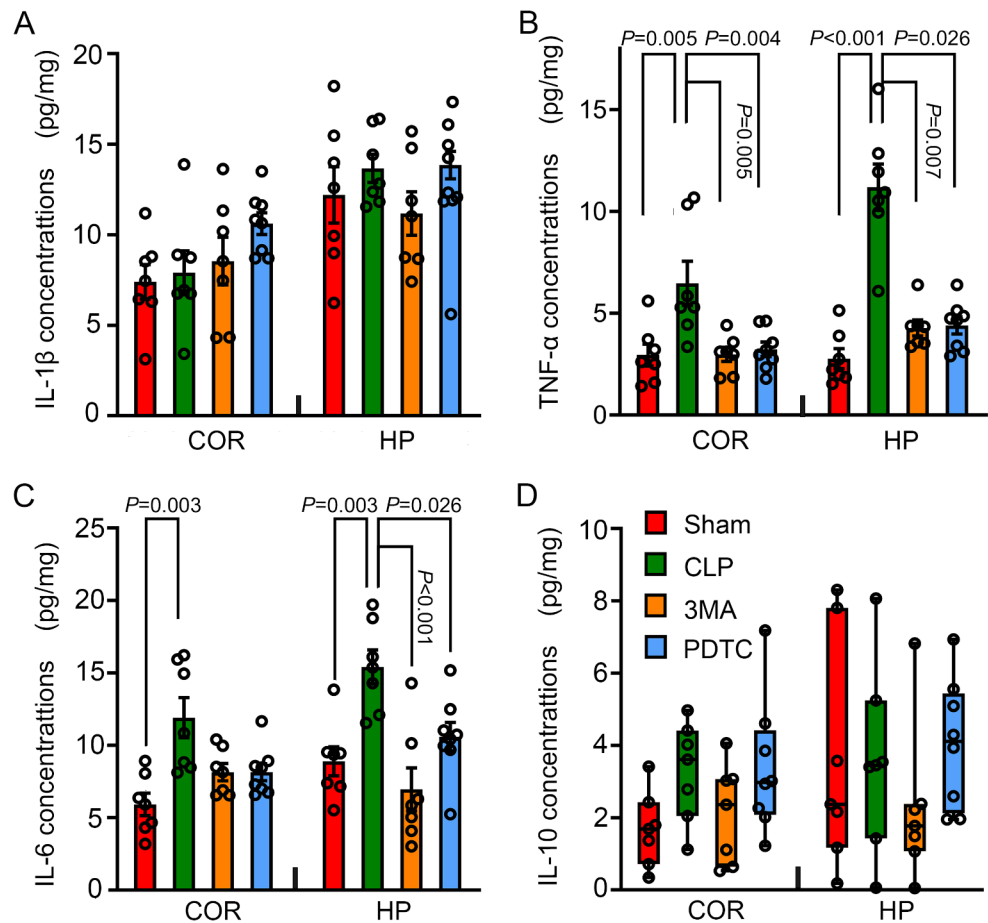 A
IL-1β concentrattions (pg/mg)
20
15
10
5
0
COR HP
B
TNF-α concentrations (pg/mg)
P=0.005 P=0.004 P<0.001 P=0.026
P=0.005
P=0.007
15
10
5
0
COR HP
C
IL-6 concentrattions (pg/mg)
P=0.003 P=0.003 P=0.026
P<0.001
25
20
15
10
5
0
COR HP
D
IL-10 concentrattions (pg/mg)
Sham
CLP
3MA
PDTC
10
8
6
4
2
0
COR HP